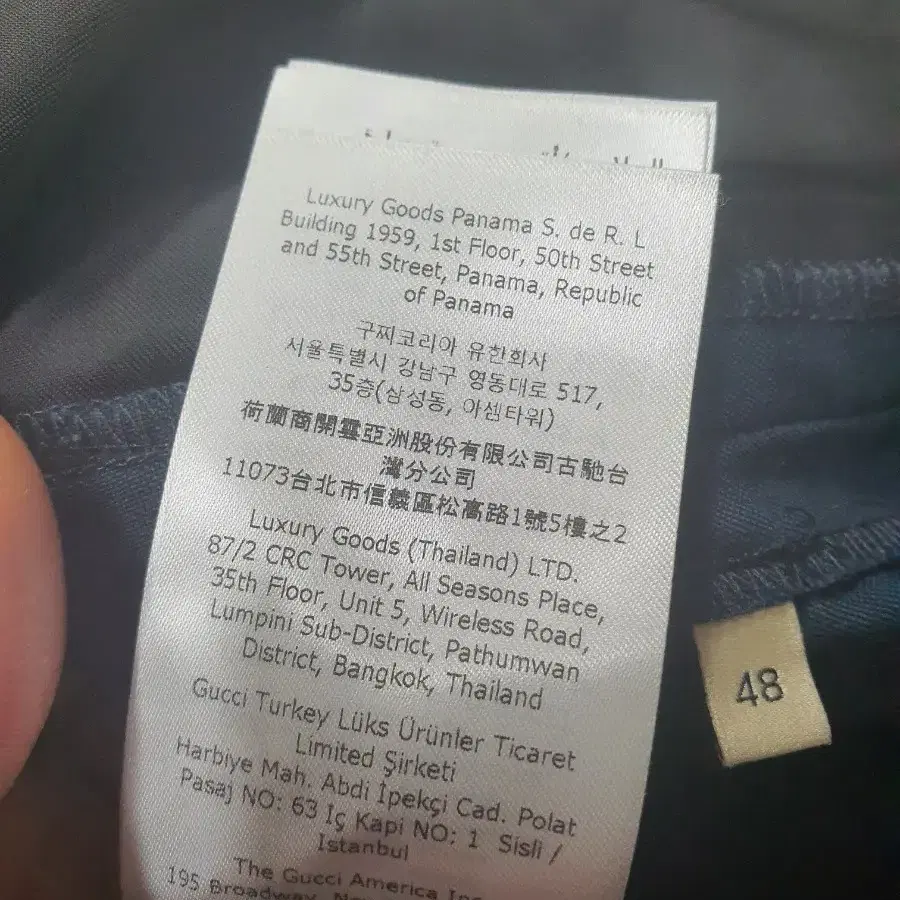 Luxury Goods Panama S. de R. L
Building 1959, 1st Floor, 50th Street
and 55th Street, Panama, Republic
of Panama
구찌코리아 유한회사
서울특별시 강남구 영동대로 517,
35층(삼성동, 아셈타워)
荷蘭商開雲亞洲股份有限公司古馳台
灣分公司
11073台北市信義區松高路1號5樓之2
Luxury Goods (Thailand) LTD.
87/2 CRC Tower, All Seasons Place,
35th Floor, Unit 5, Wireless Road,
Lumpini Sub-District, Pathumwan
District, Bangkok, Thailand
Gucci Turkey Lüks Ürünler Ticaret
Limited Şirketi
Harbiye Mah. Abdi İpekçi Cad. Polat
Pasaj NO: 63 İç Kapi NO: 1 Sisli /
Istanbul
The Gucci America Inc
195 Broadway, New
48